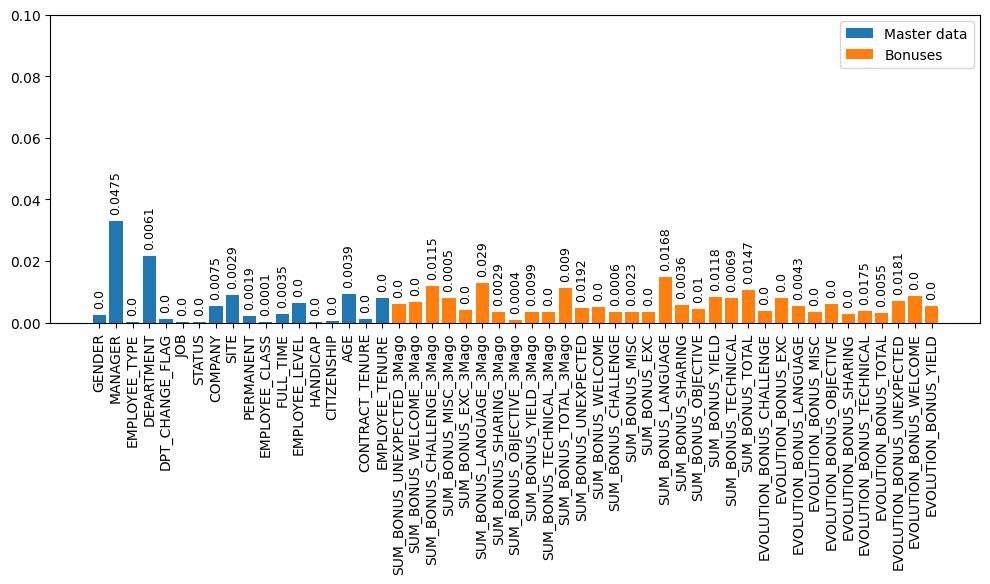 0.10
0.08
0.06
0.04
0.02
0.00
Master data
Bonuses
0.0
0.0475
0.0
0.0061
0.0
0.0
0.0
0.0075
0.0029
0.0019
0.0001
0.0035
0.0
0.0
0.0
0.0039
0.0
0.0
0.0
0.0
0.0115
0.0005
0.0
0.029
0.0029
0.0004
0.0099
0.0
0.009
0.0192
0.0
0.0006
0.0023
0.0
0.0168
0.0036
0.01
0.0118
0.0069
0.0147
0.0029
0.0
0.0043
0.0
0.0
0.0
0.0175
0.0055
0.0181
0.0
0.0
GENDER
MANAGER
EMPLOYEE_TYPE
DEPARTMENT
DPT_CHANGE_FLAG
JOB
STATUS
COMPANY
SITE
PERMANENT
EMPLOYEE_CLASS
FULL_TIME
EMPLOYEE_LEVEL
HANDICAP
CITIZENSHIP
AGE
CONTRACT_TENURE
EMPLOYEE_TENURE
SUM_BONUS_UNEXPECTED_3Mago
SUM_BONUS_WELCOME_3Mago
SUM_BONUS_CHALLENGE_3Mago
SUM_BONUS_MISC_3Mago
SUM_BONUS_EXC_3Mago
SUM_BONUS_LANGUAGE_3Mago
SUM_BONUS_SHARING_3Mago
SUM_BONUS_OBJECTIVE_3Mago
SUM_BONUS_YIELD_3Mago
SUM_BONUS_TECHNICAL_3Mago
SUM_BONUS_TOTAL_3Mago
SUM_BONUS_UNEXPECTED
SUM_BONUS_WELCOME
SUM_BONUS_CHALLENGE
SUM_BONUS_MISC
SUM_BONUS_EXC
SUM_BONUS_LANGUAGE
SUM_BONUS_SHARING
SUM_BONUS_OBJECTIVE
SUM_BONUS_YIELD
SUM_BONUS_TECHNICAL
SUM_BONUS_TOTAL
EVOLUTION_BONUS_CHALLENGE
EVOLUTION_BONUS_EXC
EVOLUTION_BONUS_LANGUAGE
EVOLUTION_BONUS_MISC
EVOLUTION_BONUS_OBJECTIVE
EVOLUTION_BONUS_SHARING
EVOLUTION_BONUS_TECHNICAL
EVOLUTION_BONUS_TOTAL
EVOLUTION_BONUS_UNEXPECTED
EVOLUTION_BONUS_WELCOME
EVOLUTION_BONUS_YIELD